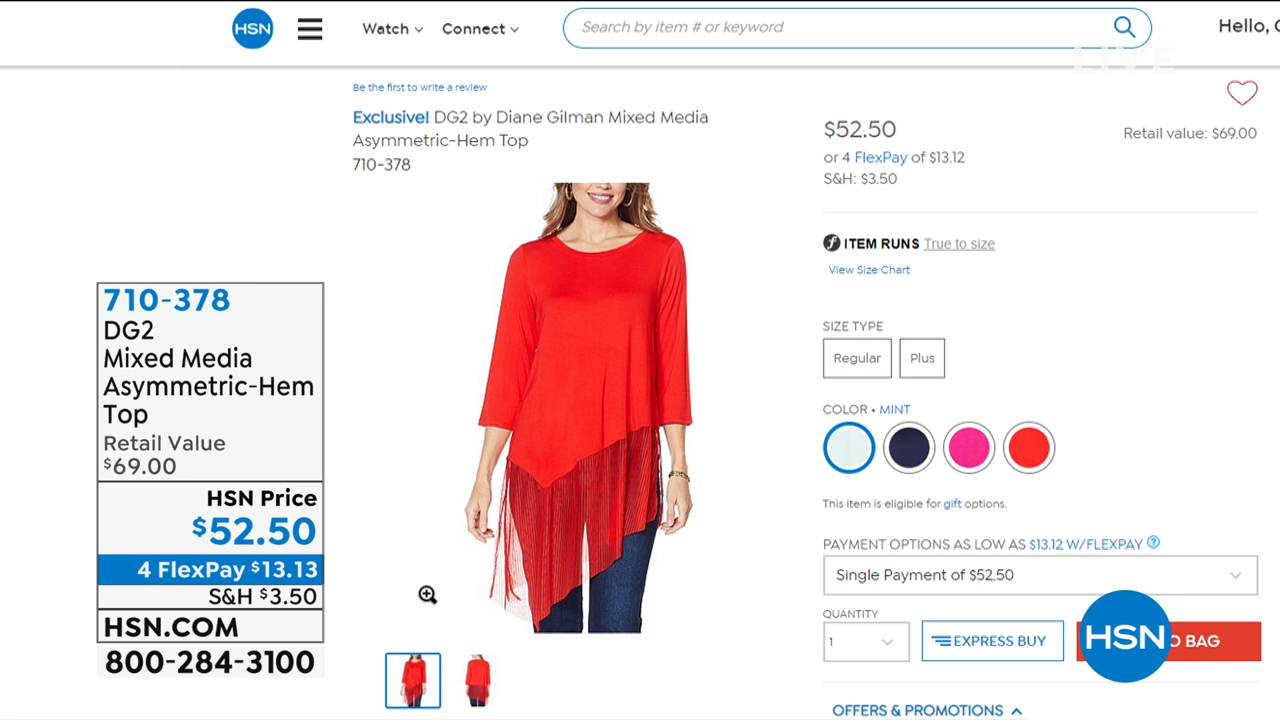 HSN
Watch
Connect
Search by item # or keyword
Hello,
LIVE
Be the first to write a review
Exclusive! DG2 by Diane Gilman Mixed Media
Asymmetric-Hem Top
710-378
$52.50
Retail value: $69.00
or 4 FlexPay of $13.12
S&H: $3.50
ITEM RUNS True to size
View Size Chart
SIZE TYPE
Regular
Plus
COLOR • MINT
This item is eligible for gift options.
PAYMENT OPTIONS AS LOW AS $13.12 W/FLEXPAY ?
Single Payment of $52.50
QUANTITY
1
EXPRESS BUY
HSN
O BAG
OFFERS & PROMOTIONS
710-378
DG2
Mixed Media
Asymmetric-Hem
Top
Retail Value
$69.00
HSN Price
$52.50
4 FlexPay $13.13
S&H $3.50
HSN.COM
800-284-3100